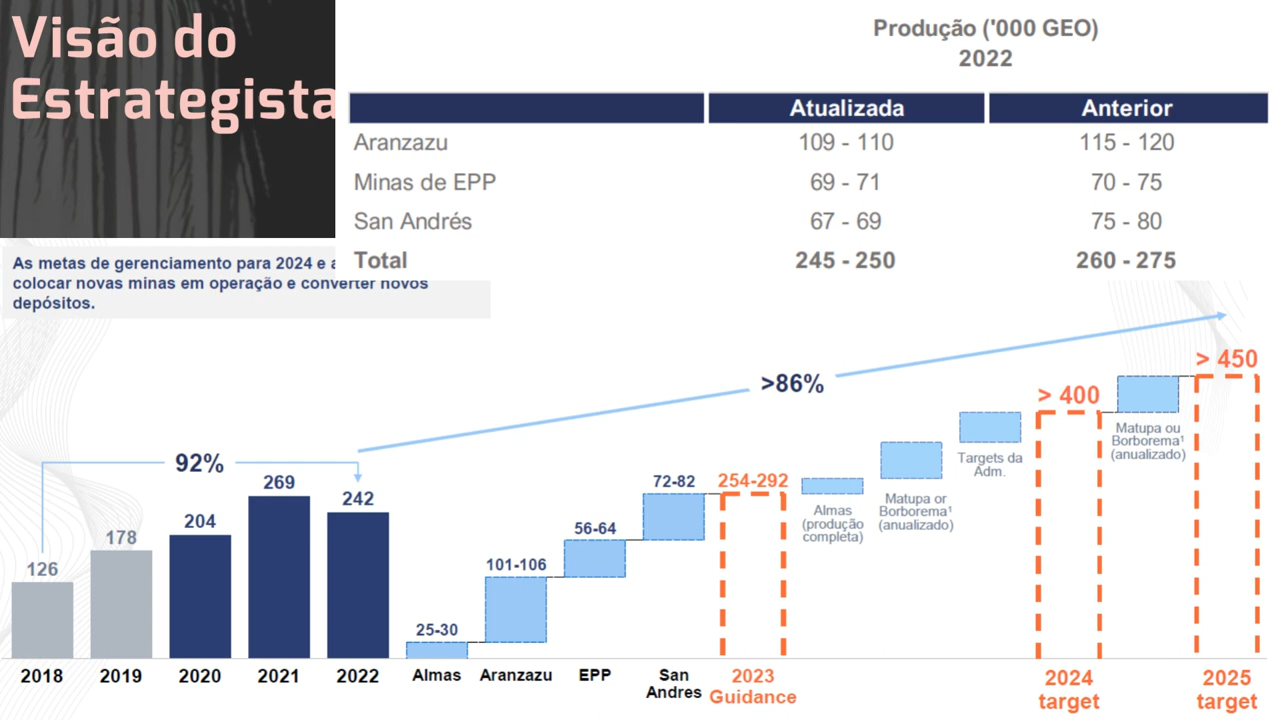 Visão do
Estrategista
Produção ('000 GEO)
2022
Atualizada Anterior
Aranzazu 109 - 110 115 - 120
Minas de EPP 69 - 71 70 - 75
San Andrés 67 - 69 75 - 80
Total 245 - 250 260 - 275
As metas de gerenciamento para 2024 e
colocar novas minas em operação e converter novos
depósitos.
>86%
92%
126
178
204
269
242
25-30
101-106
56-64
72-82
254-292
> 400
> 450
Almas
(produção
completa)
Matupa or
Borborema¹
(anualizado)
Targets da
Adm.
Matupa ou
Borborema¹
(anualizado)
2018 2019 2020 2021 2022 Almas Aranzazu EPP San
Andres
2023
Guidance
2024
target
2025
target